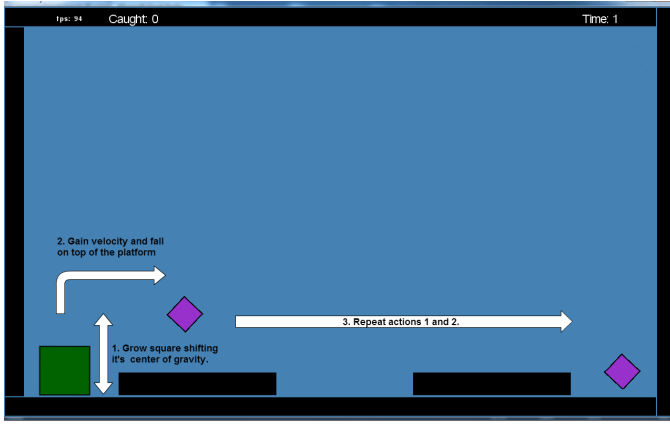 fps: 94 Caught: 0 Time: 1
2. Gain velocity and fall
on top of the platform
3. Repeat actions 1 and 2.
1. Grow square shifting
it's center of gravity.